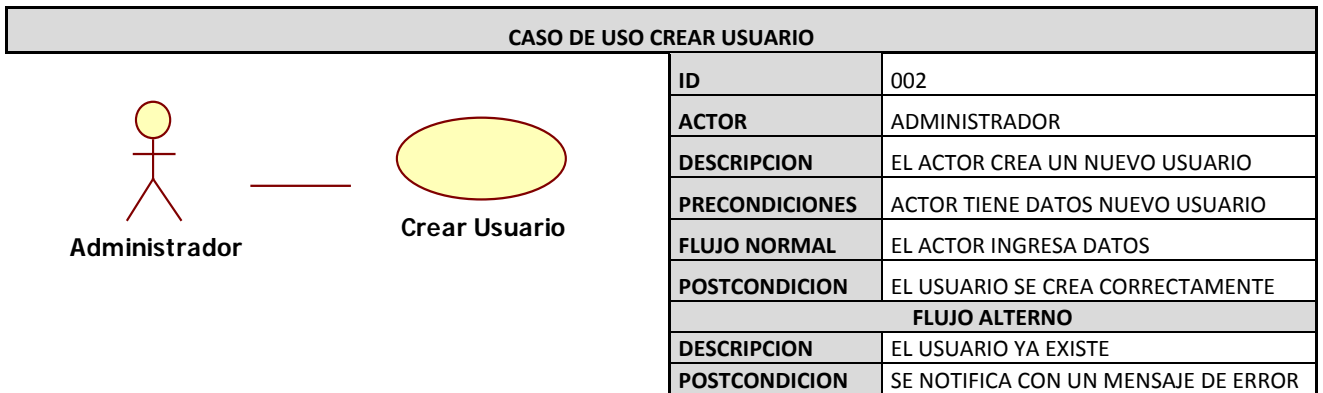 CASO DE USO CREAR USUARIO
Administrador
Crear Usuario
ID 002
ACTOR ADMINISTRADOR
DESCRIPCION EL ACTOR CREA UN NUEVO USUARIO
PRECONDICIONES ACTOR TIENE DATOS NUEVO USUARIO
FLUJO NORMAL EL ACTOR INGRESA DATOS
POSTCONDICION EL USUARIO SE CREA CORRECTAMENTE
FLUJO ALTERNO
DESCRIPCION EL USUARIO YA EXISTE
POSTCONDICION SE NOTIFICA CON UN MENSAJE DE ERROR